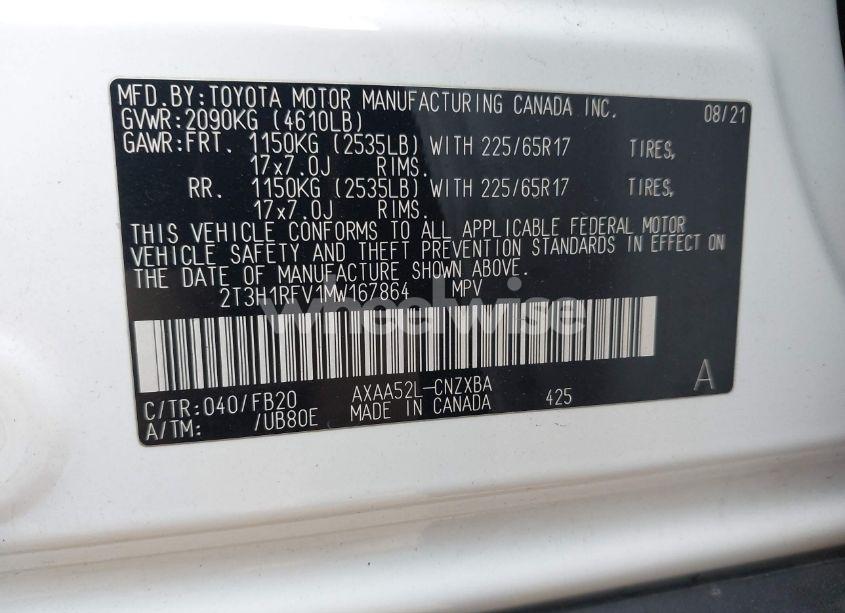 MFD.BY:TOYOTA MOTOR MANUFACTURING CANADA INC. 08/21
GVWR:2090KG (4610LB)
GAWR:FRT. 1150KG (2535LB) WITH 225/65R17 TIRES,
17x7.0J RIMS.
RR. 1150KG (2535LB) WITH 225/65R17 TIRES,
17x7.0J RIMS.
THIS VEHICLE CONFORMS TO ALL APPLICABLE FEDERAL MOTOR
VEHICLE SAFETY AND THEFT PREVENTION STANDARDS IN EFFECT ON
THE DATE OF MANUFACTURE SHOWN ABOVE.
2T3H1RFV1MW167864 MPV
wheelwise
C/TR:040/FB20 AXAA52L-CNZXBA 425 A
A/TM: /UB80E MADE IN CANADA